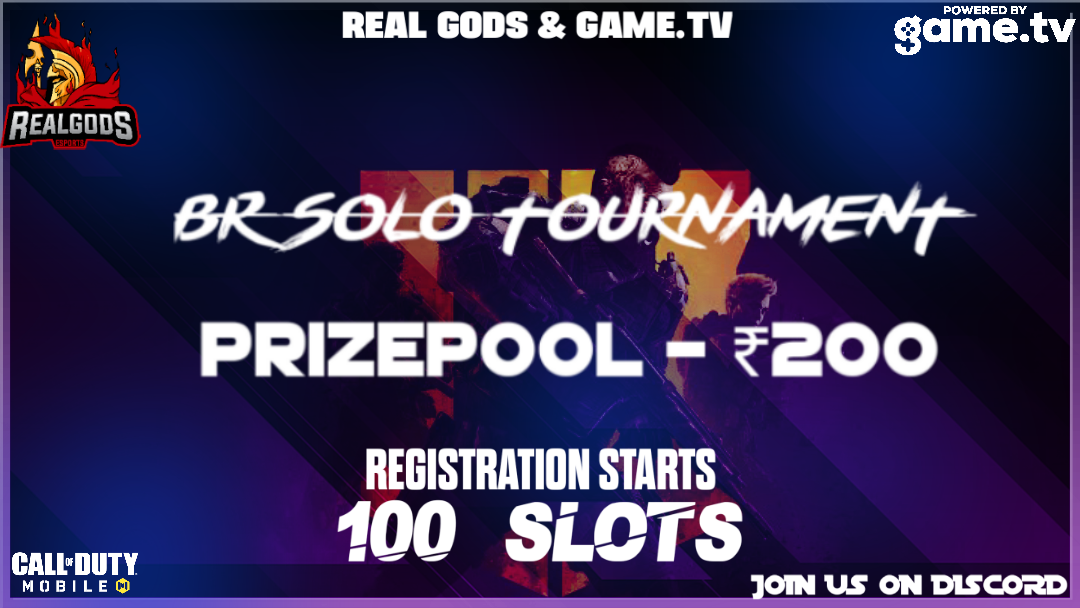 REAL GODS & GAME.TV
POWERED BY
game.tv
REALGODS
ESPORTS
BR SOLO TOURNAMENT
PRIZEPOOL - ₹200
REGISTRATION STARTS
100 SLOTS
CALL OF DUTY
MOBILE
JOIN US ON DISCORD